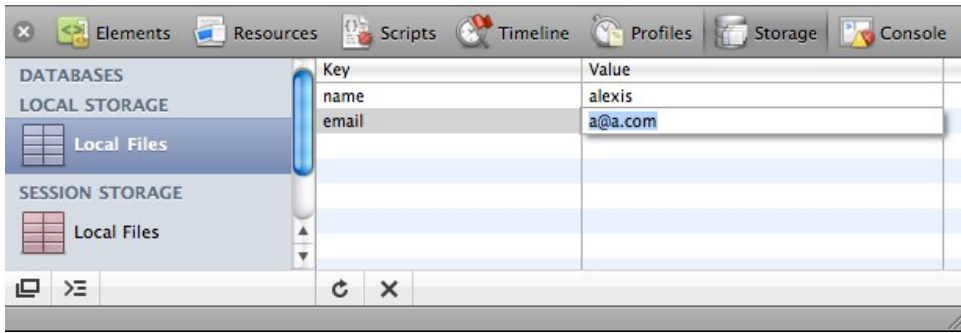 Elements Resources Scripts Timeline Profiles Storage Console
DATABASES
LOCAL STORAGE
Local Files
SESSION STORAGE
Local Files
Key Value
name alexis
email a@a.com